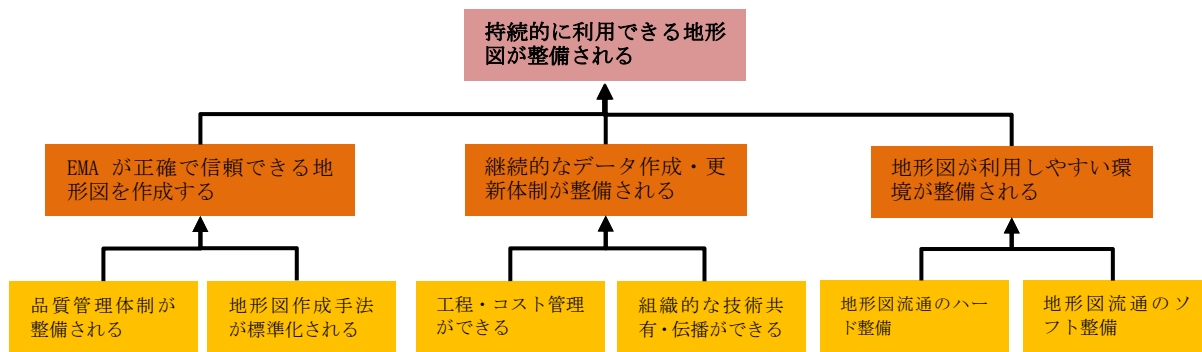 持続的に利用できる地形
図が整備される
EMA が正確で信頼できる地
形図を作成する
継続的なデータ作成・更
新体制が整備される
地形図が利用しやすい環
境が整備される
品質管理体制が
整備される
地形図作成手法
が標準化される
工程・コスト管理
ができる
組織的な技術共
有・伝播ができる
地形図流通のハー
ド整備
地形図流通のソ
フト整備